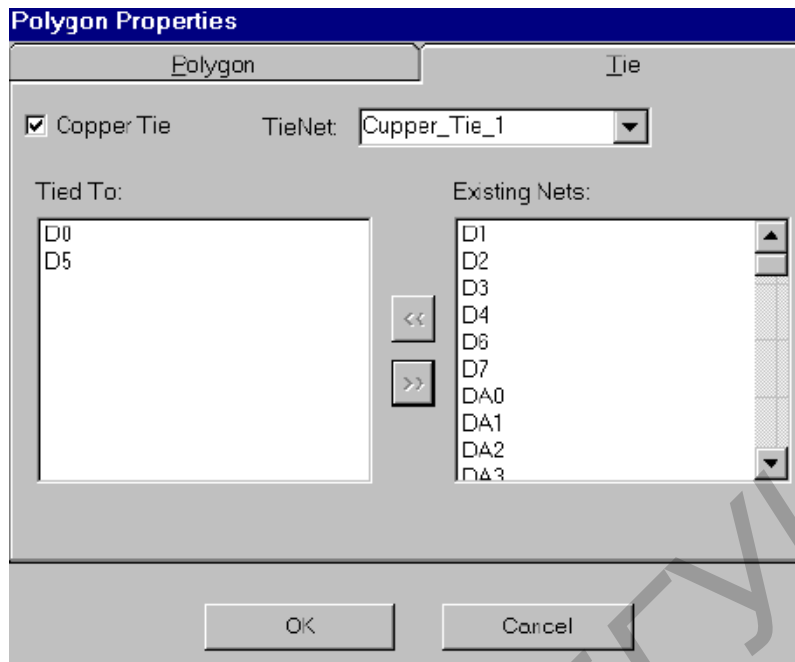 Polygon Properties
Polygon
Tie
Copper Tie
TieNet:
Cupper_Tie_1
Tied To:
D0
D5
Existing Nets:
D1
D2
D3
D4
D6
D7
DA0
DA1
DA2
DA3
<<
>>
OK
Cancel